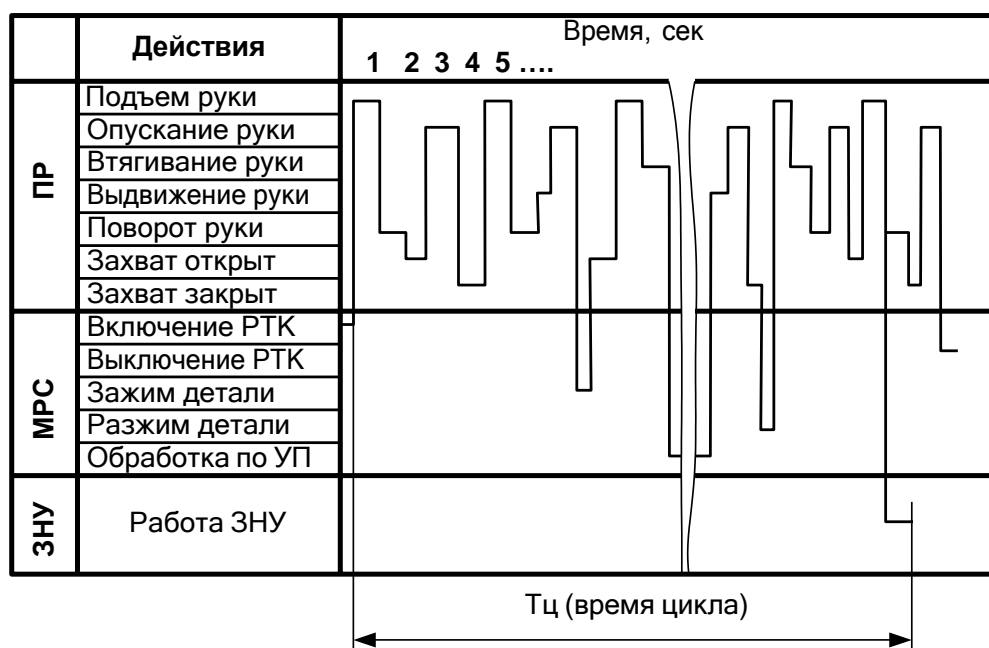 Действия
Время, сек
1 2 3 4 5 ....
ПР
Подъем руки
Опускание руки
Втягивание руки
Выдвижение руки
Поворот руки
Захват открыт
Захват закрыт
МРС
Включение РТК
Выключение РТК
Зажим детали
Разжим детали
Обработка по УП
ЗНУ
Работа ЗНУ
Тц (время цикла)